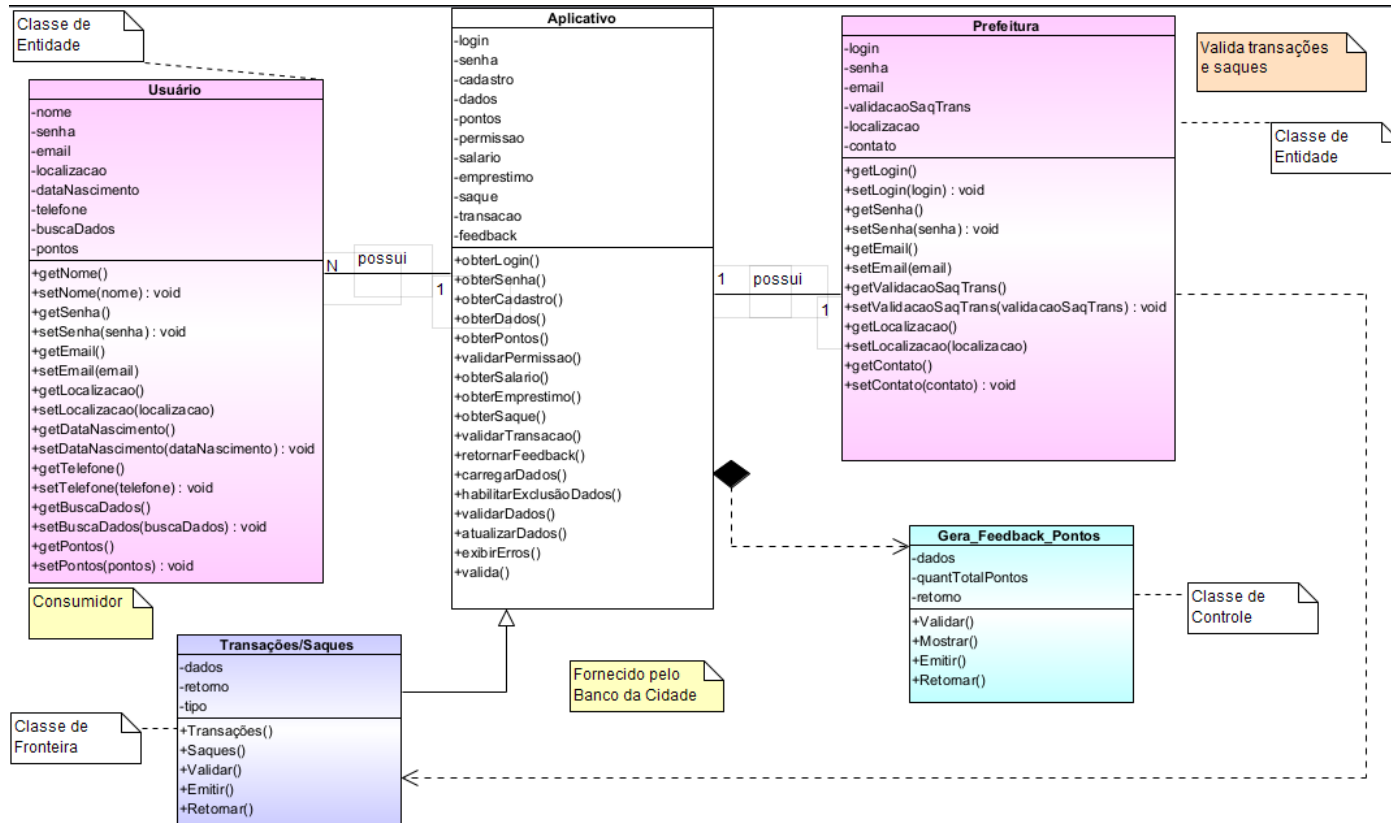 Classe de
Entidade
Usuário
-nome
-senha
-email
-localizacao
-dataNascimento
-telefone
-buscaDados
-pontos
+getNome()
+setNome(nome) : void
+getSenha()
+setSenha(senha) : void
+getEmail()
+setEmail(email)
+getLocalizacao()
+setLocalizacao(localizacao)
+getDataNascimento()
+setDataNascimento(dataNascimento) : void
+getTelefone()
+setTelefone(telefone) : void
+getBuscaDados()
+setBuscaDados(buscaDados) : void
+getPontos()
+setPontos(pontos) : void
Consumidor
N
possui
1
Aplicativo
-login
-senha
-cadastro
-dados
-pontos
-permissao
-salario
-emprestimo
-saque
-transacao
-feedback
+obterLogin()
+obterSenha()
+obterCadastro()
+obterDados()
+obterPontos()
+validarPermissao()
+obterSalario()
+obterEmprestimo()
+obterSaque()
+validarTransacao()
+retornarFeedback()
+carregarDados()
+habilitarExclusãoDados()
+validarDados()
+atualizarDados()
+exibirErros()
+valida()
1
possui
1
Prefeitura
-login
-senha
-email
-validacaoSaqTrans
-localizacao
-contato
+getLogin()
+setLogin(login) : void
+getSenha()
+setSenha(senha) : void
+getEmail()
+setEmail(email)
+getValidacaoSaqTrans()
+setValidacaoSaqTrans(validacaoSaqTrans) : void
+getLocalizacao()
+setLocalizacao(localizacao)
+getContato()
+setContato(contato) : void
Valida transações
e saques
Classe de
Entidade
Gera_Feedback_Pontos
-dados
-quantTotalPontos
-retorno
+Validar()
+Mostrar()
+Emitir()
+Retornar()
Classe de
Controle
Fornecido pelo
Banco da Cidade
Transações/Saques
-dados
-retorno
-tipo
+Transações()
+Saques()
+Validar()
+Emitir()
+Retornar()
Classe de
Fronteira